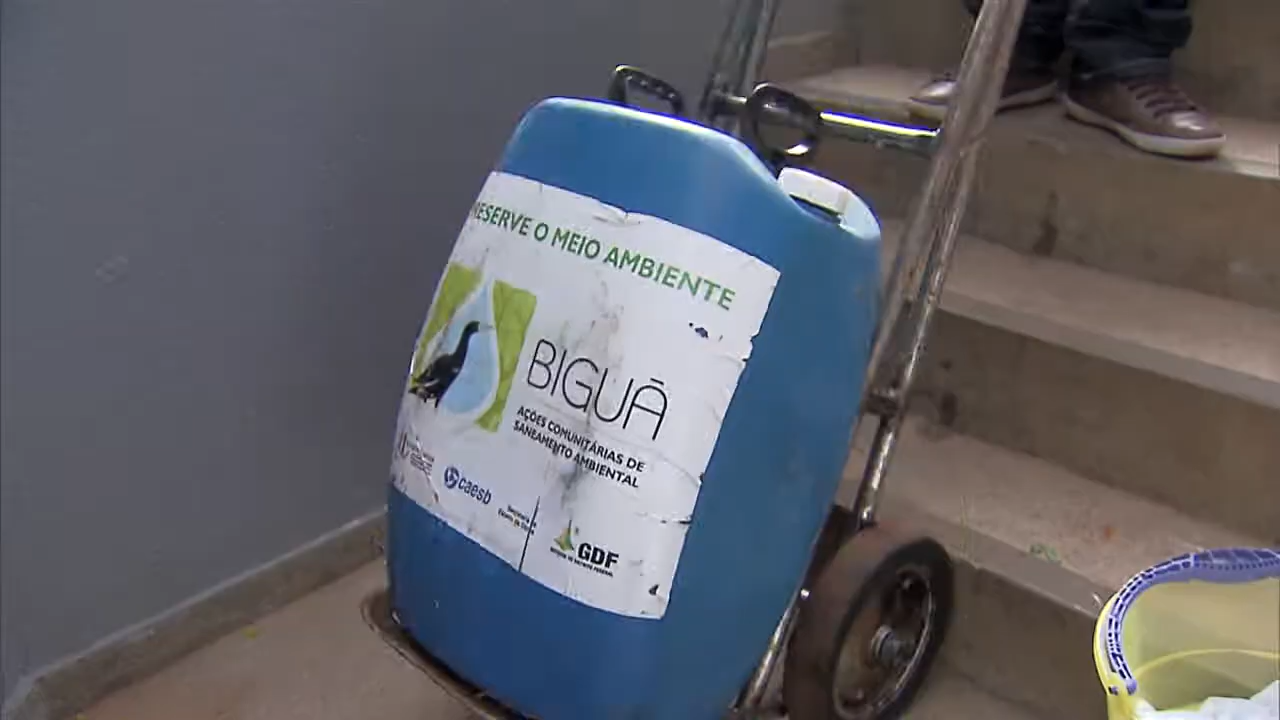 RESERVE O MEIO AMBIENTE
BIGUÁ
AÇÕES COMUNITÁRIAS DE
SANEAMENTO AMBIENTAL
caesb
GDF